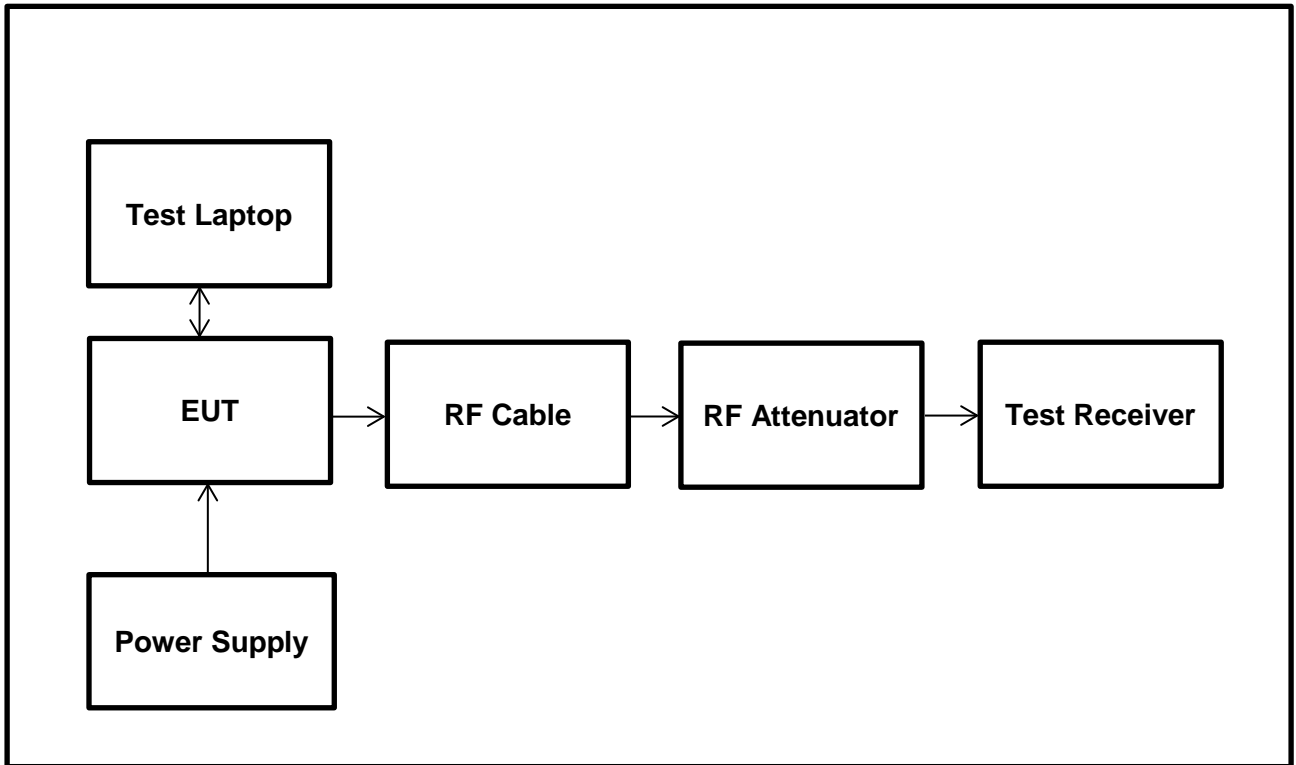 Test Laptop
EUT
RF Cable
RF Attenuator
Test Receiver
Power Supply